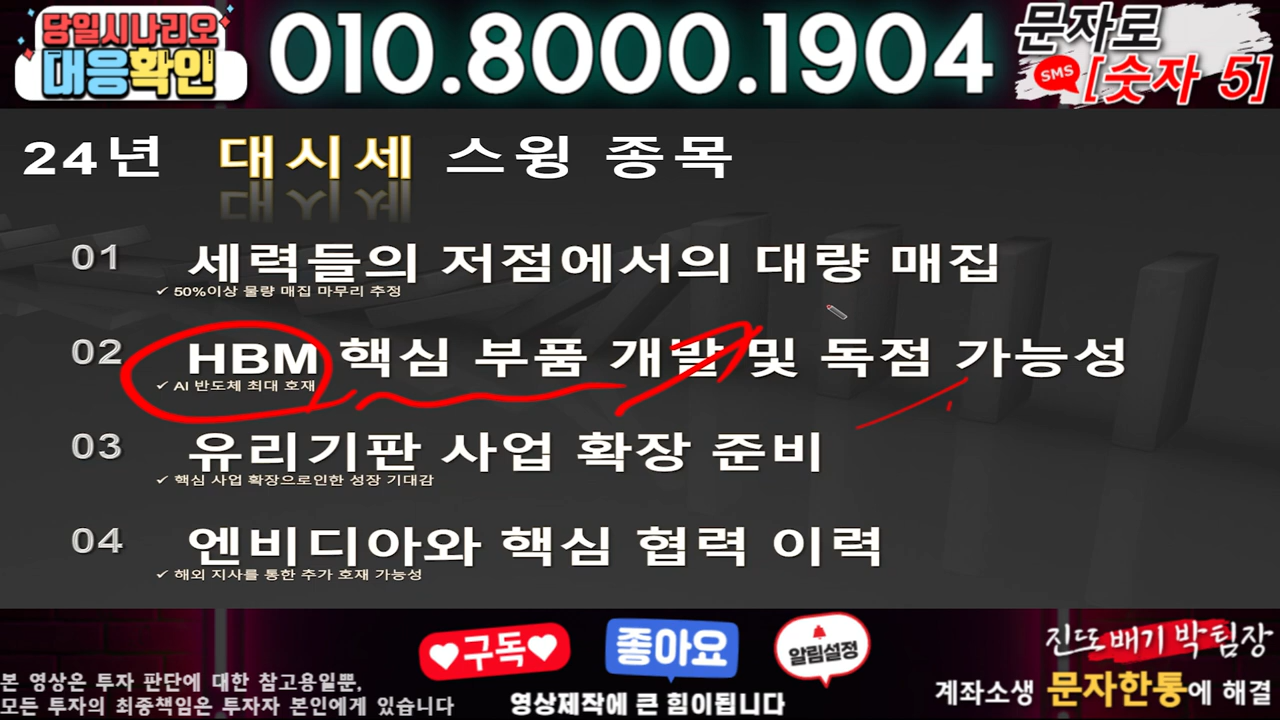 당일시나리오
대응확인
010.8000.1904
문자로
SMS
[숫자 5]
24년 대시세 스윙 종목
01 세력들의 저점에서의 대량 매집
✓ 50%이상 물량 매집 마무리 추정
02 HBM 핵심 부품 개발 및 독점 가능성
✓ AI 반도체 최대 호재
03 유리기판 사업 확장 준비
✓ 핵심 사업 확장으로인한 성장 기대감
04 엔비디아와 핵심 협력 이력
✓ 해외 지사를 통한 추가 호재 가능성
구독
좋아요
알림설정
진또배기 박팀장
본 영상은 투자 판단에 대한 참고용일뿐,
모든 투자의 최종책임은 투자자 본인에게 있습니다
영상제작에 큰 힘이됩니다
계좌소생 문자한통에 해결